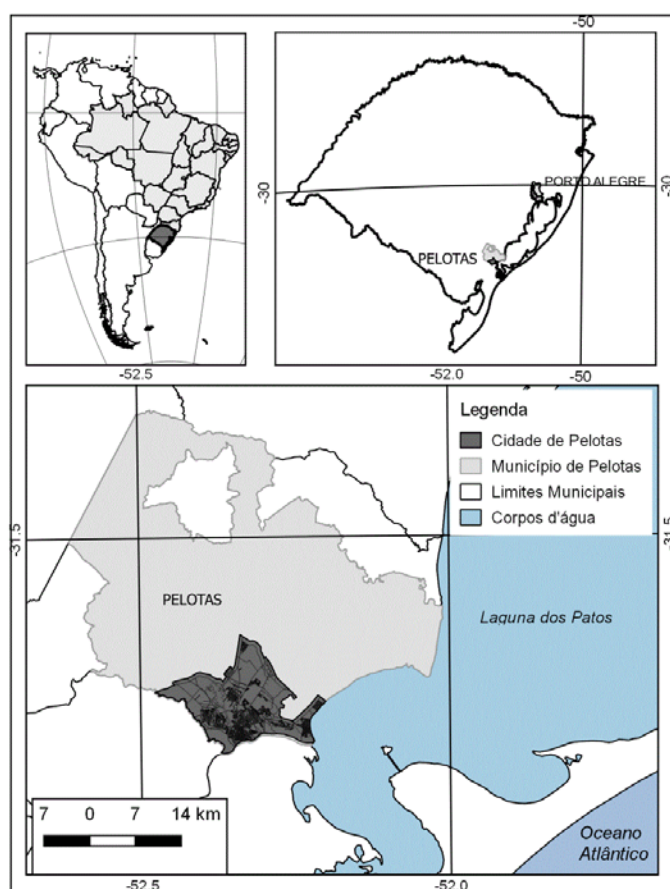 -50
-30
PORTO ALEGRE
-30
PELOTAS
-52.5
-52.0
-50
Legenda
Cidade de Pelotas
Município de Pelotas
Limites Municipais
Corpos d'água
-31.5
-31.5
PELOTAS
Laguna dos Patos
7 0 7 14 km
Oceano
Atlântico
-52.5
-52.0